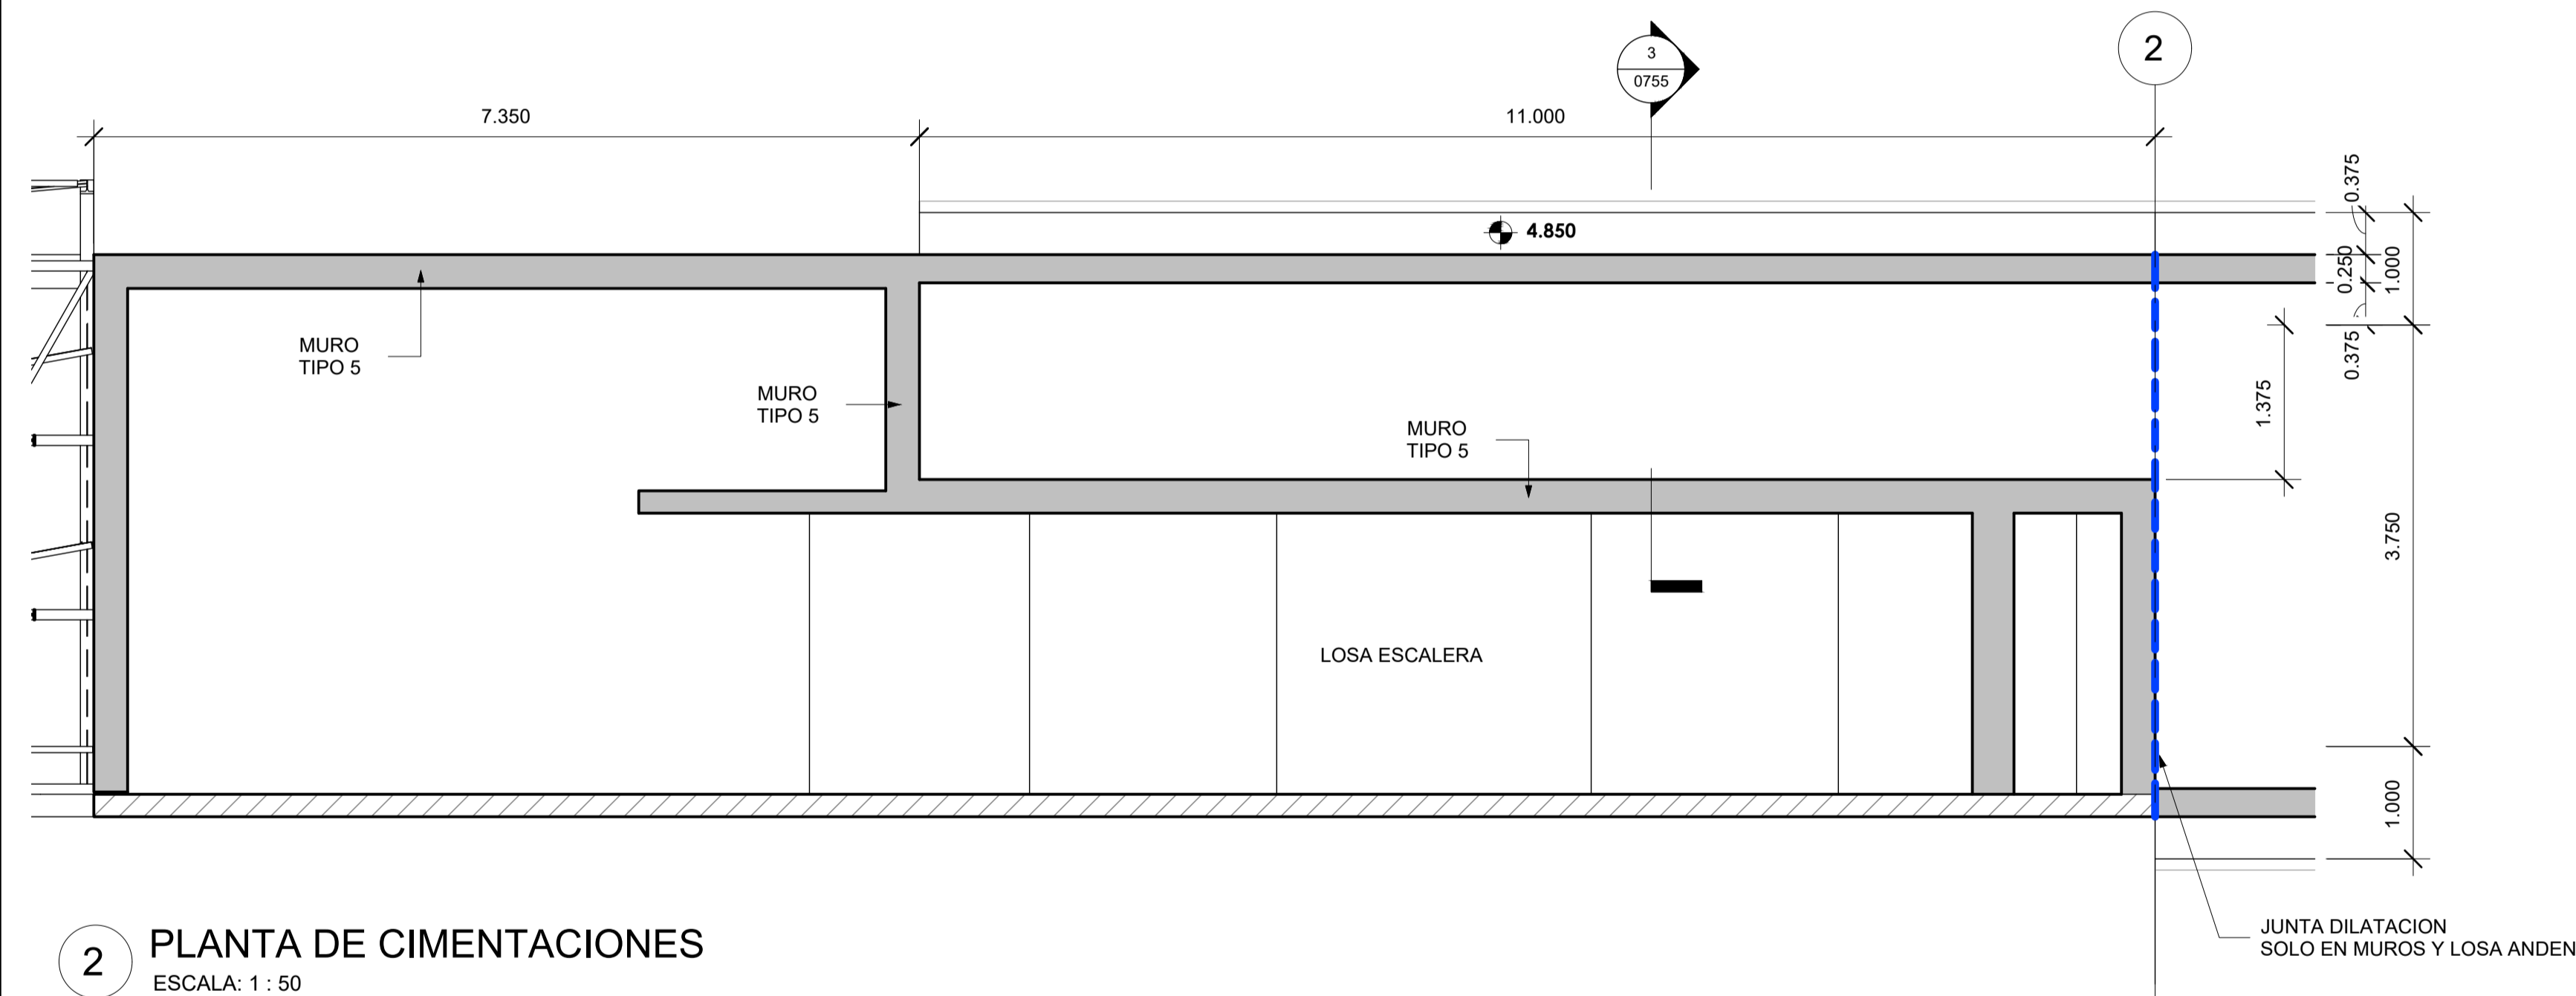 3
0755
2
7.350
11.000
0.375
4.850
0.250
1.000
MURO
TIPO 5
0.375
MURO
TIPO 5
1.375
MURO
TIPO 5
3.750
LOSA ESCALERA
1.000
JUNTA DILATACION
SOLO EN MUROS Y LOSA ANDEN
2
PLANTA DE CIMENTACIONES
ESCALA: 1 : 50